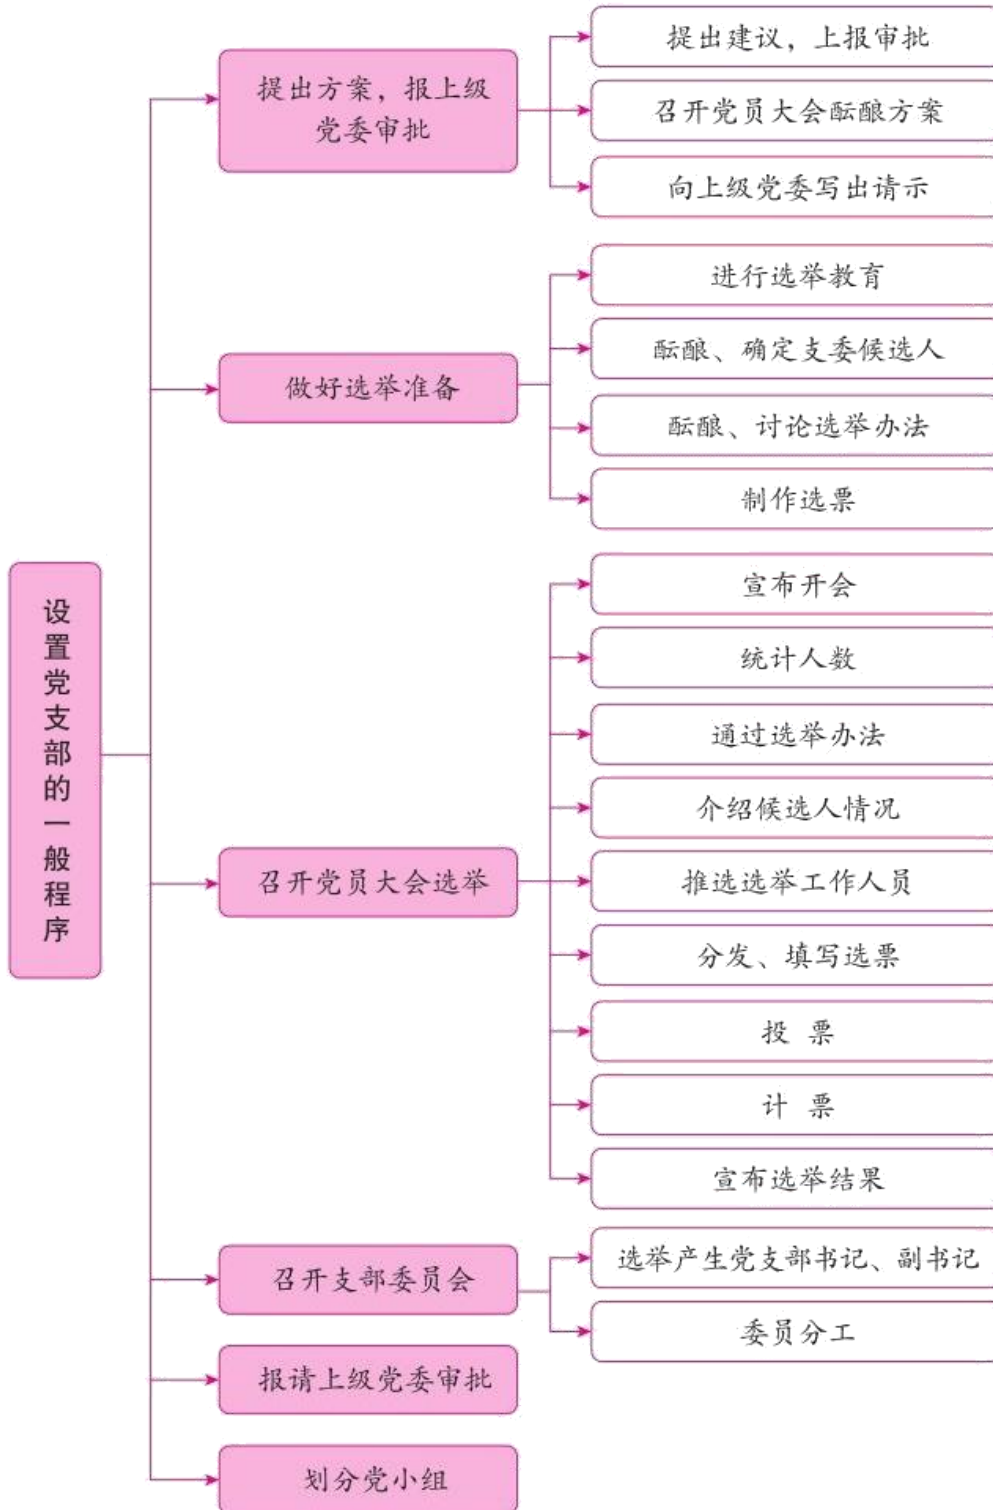 设置党支部的一般程序
提出方案，报上级
党委审批
提出建议，上报审批
召开党员大会酝酿方案
向上级党委写出请示
做好选举准备
进行选举教育
酝酿、确定支委候选人
酝酿、讨论选举办法
制作选票
召开党员大会选举
宣布开会
统计人数
通过选举办法
介绍候选人情况
推选选举工作人员
分发、填写选票
投 票
计 票
宣布选举结果
召开支部委员会
选举产生党支部书记、副书记
委员分工
报请上级党委审批
划分党小组